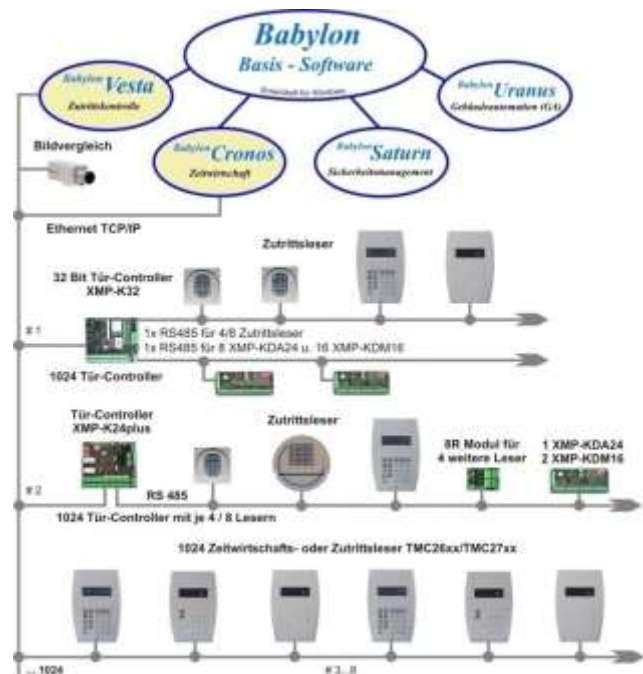 Babylon
Basis - Software
Babylon Vesta
Zutrittskontrolle
Babylon Uranus
Gebäudeautomation (GA)
Babylon Cronos
Zeitwirtschaft
Babylon Saturn
Sicherheitsmanagement
Bildvergleich
Ethernet TCP/IP
Zutrittsleser
32 Bit Tür-Controller
XMP-K32
# 1
1x RS485 für 4/8 Zutrittsleser
1x RS485 für 8 XMP-KDA24 u. 16 XMP-KDM16
1024 Tür-Controller
Tür-Controller
XMP-K24plus
Zutrittsleser
8R Modul für
4 weitere Leser
1 XMP-KDA24
2 XMP-KDM16
# 2
RS 485
1024 Tür-Controller mit je 4 / 8 Lesern
1024 Zeitwirtschafts- oder Zutrittsleser TMC26xx/TMC27xx
... 1024